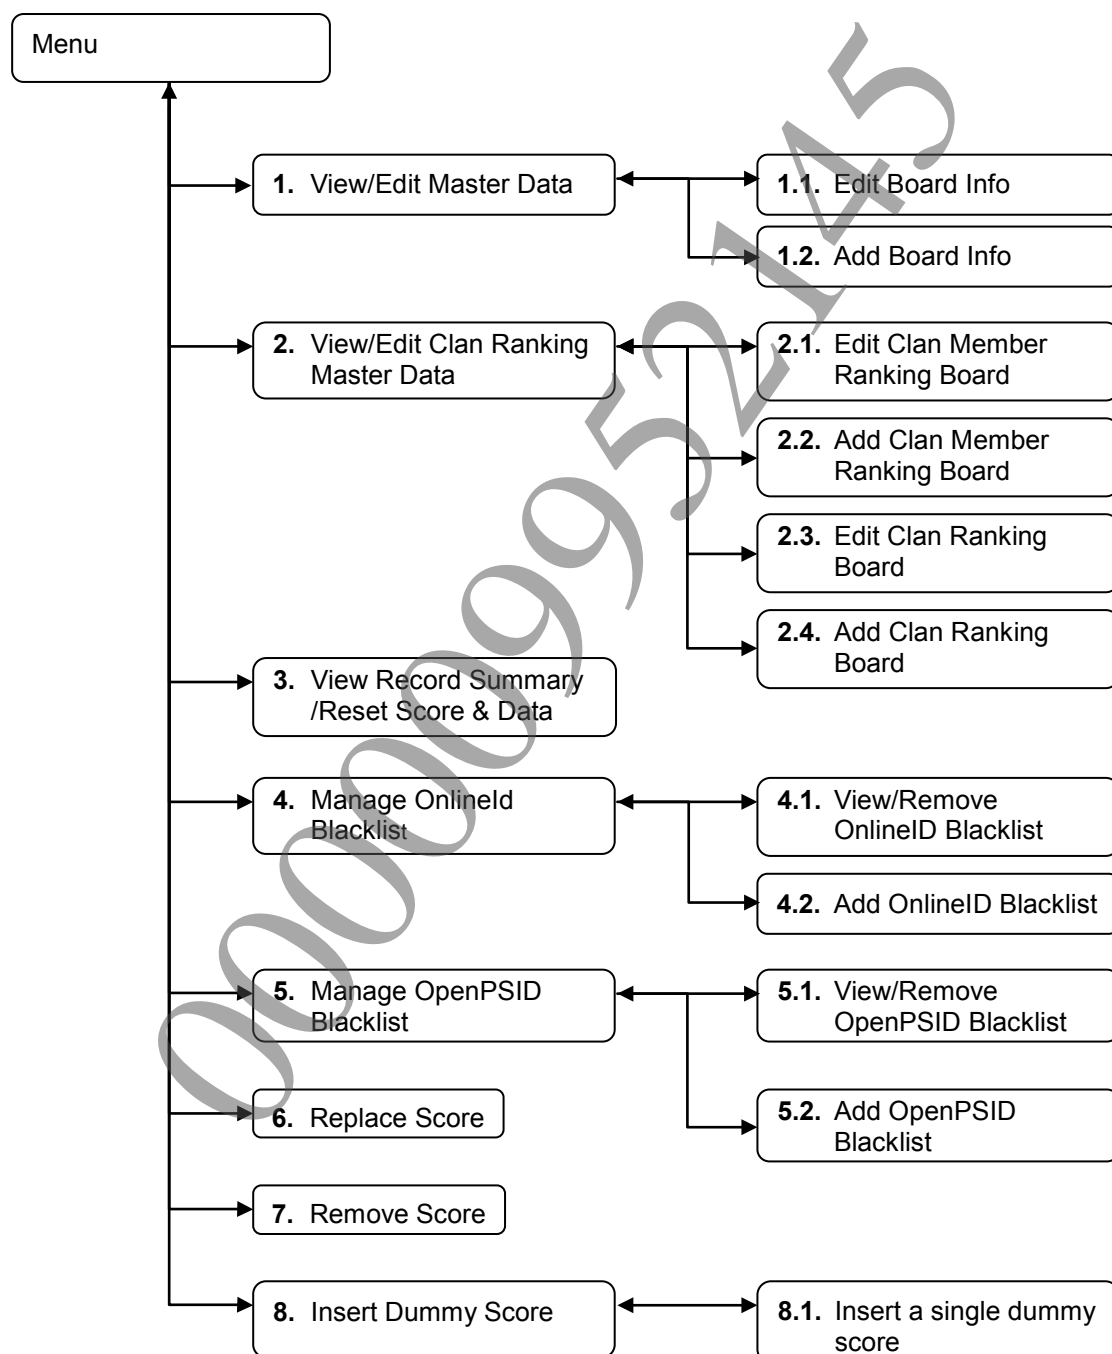 Menu
1. View/Edit Master Data
1.1. Edit Board Info
1.2. Add Board Info
2. View/Edit Clan Ranking
Master Data
2.1. Edit Clan Member
Ranking Board
2.2. Add Clan Member
Ranking Board
2.3. Edit Clan Ranking
Board
2.4. Add Clan Ranking
Board
3. View Record Summary
/Reset Score & Data
4. Manage OnlineId
Blacklist
4.1. View/Remove
OnlineID Blacklist
4.2. Add OnlineID Blacklist
5. Manage OpenPSID
Blacklist
5.1. View/Remove
OpenPSID Blacklist
5.2. Add OpenPSID
Blacklist
6. Replace Score
7. Remove Score
8. Insert Dummy Score
8.1. Insert a single dummy
score
000009952145